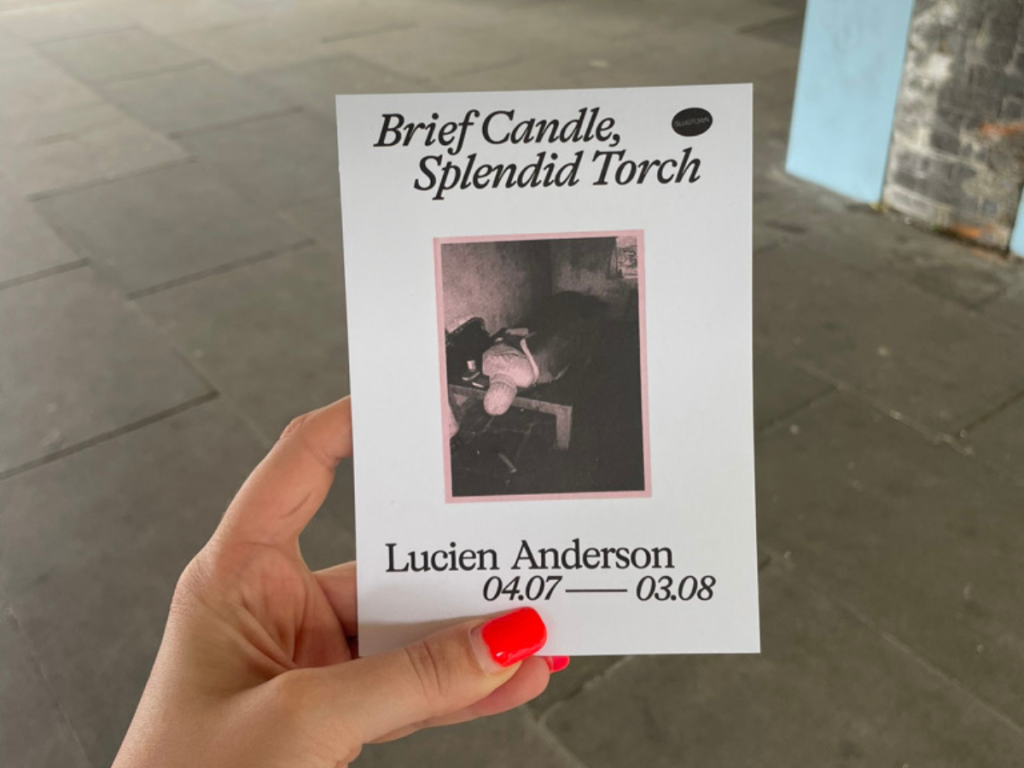 Brief Candle,
Splendid Torch
Lucien Anderson
04.07 — 03.08